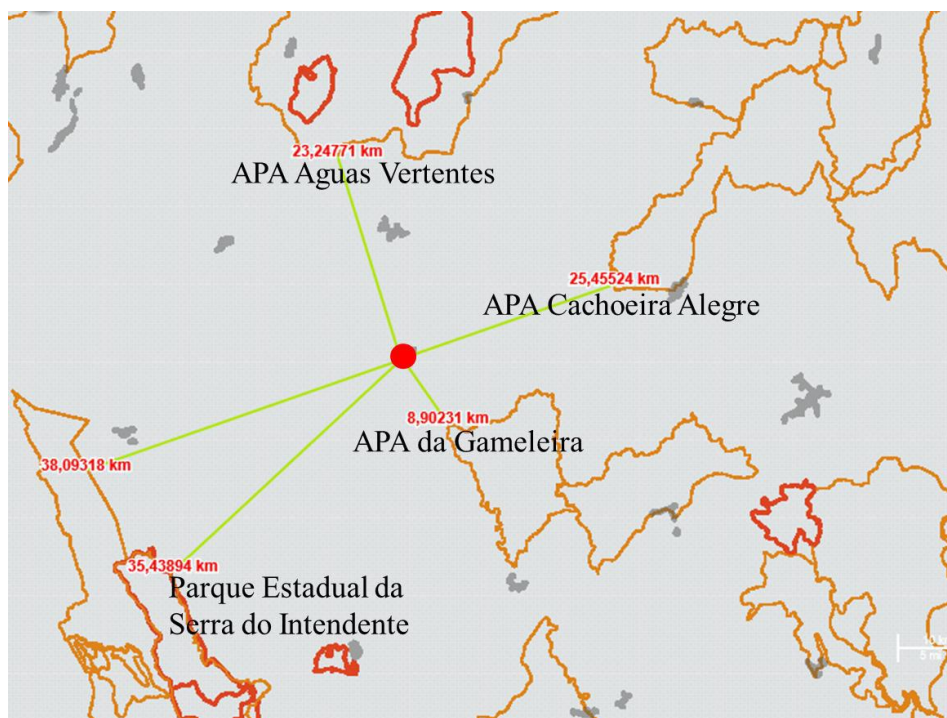 23,24771 km
APA Aguas Vertentes
25,45524 km
APA Cachoeira Alegre
8,90231 km
APA da Gameleira
38,09318 km
35,43894 km
Parque Estadual da
Serra do Intendente